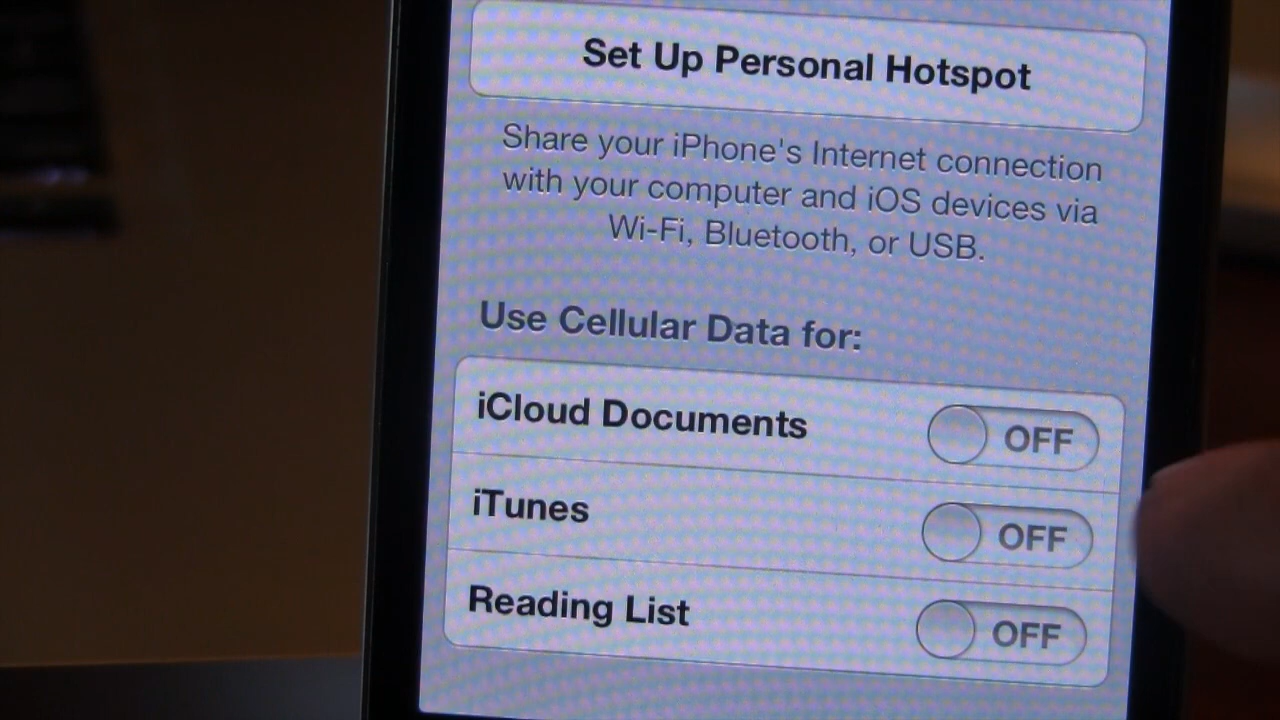 Set Up Personal Hotspot
Share your iPhone's Internet connection
with your computer and iOS devices via
Wi-Fi, Bluetooth, or USB.
Use Cellular Data for:
iCloud Documents OFF
iTunes OFF
Reading List OFF